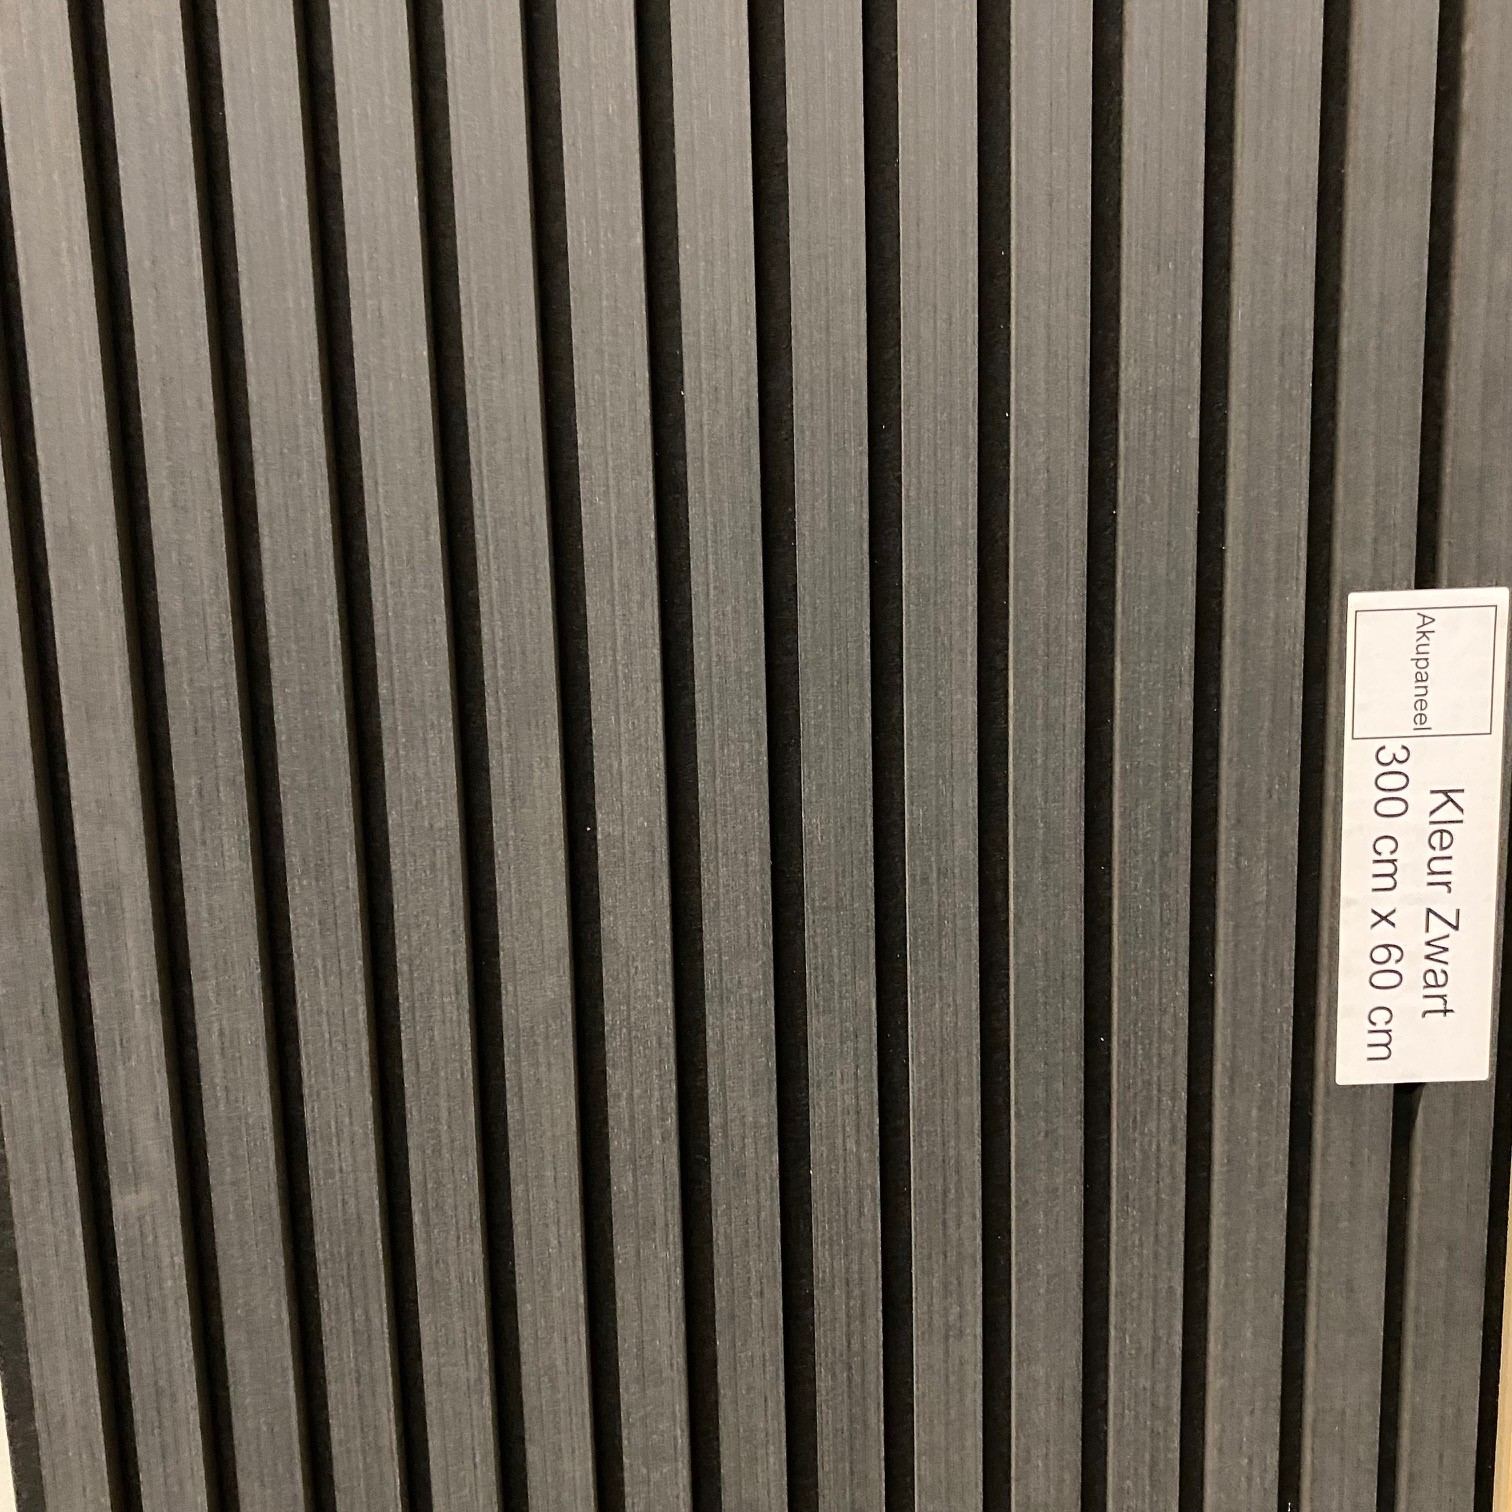 Akupaneel
Kleur Zwart
300 cm x 60 cm